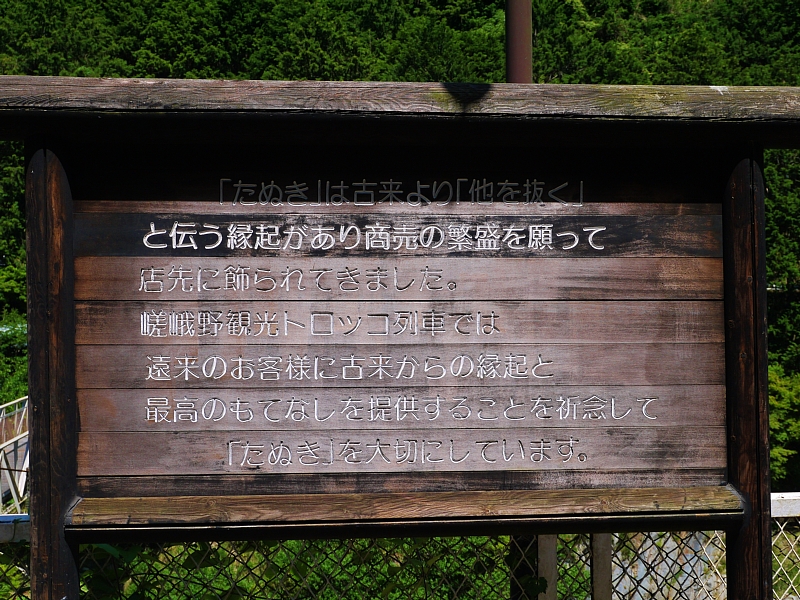 「たぬき」は古来より「他を抜く」
と伝う縁起があり商売の繁盛を願って
店先に飾られてきました。
嵯峨野観光トロッコ列車では
遠来のお客様に古来からの縁起と
最高のもてなしを提供することを祈念して
「たぬき」を大切にしています。